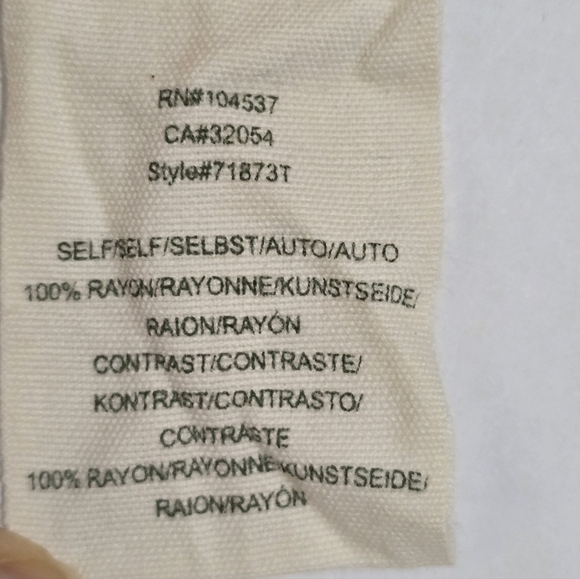 RN#104537
CA#32054
Style#71873T
SELF/SELF/SELBST/AUTO/AUTO
100% RAYON/RAYONNE/KUNSTSEIDE/
RAION/RAYÓN
CONTRAST/CONTRASTE/
KONTRAST/CONTRASTO/
CONTRASTE
100% RAYON/RAYONNE/KUNSTSEIDE/
RAION/RAYÓN